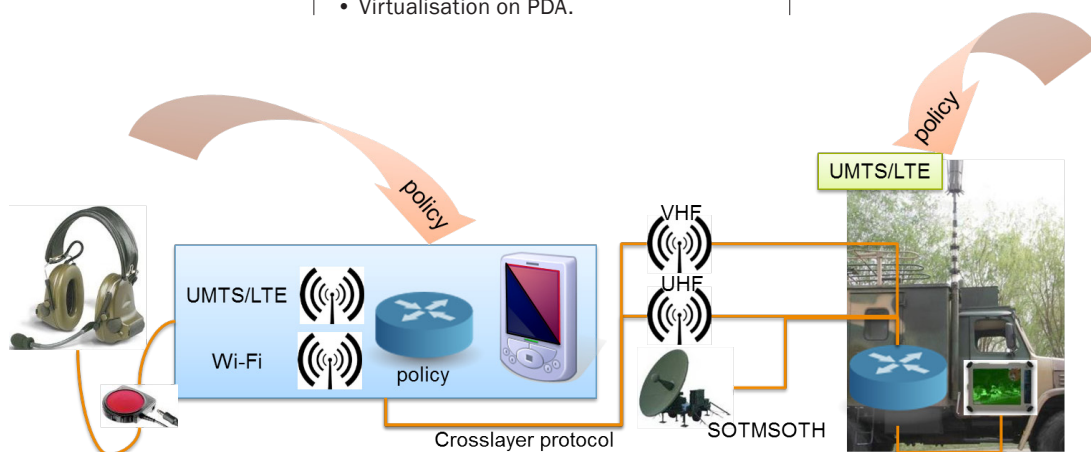 • Virtualisation on PDA.
policy
policy
UMTS/LTE
VHF
UHF
UMTS/LTE
Wi-Fi
policy
Crosslayer protocol
SOTMSOTH